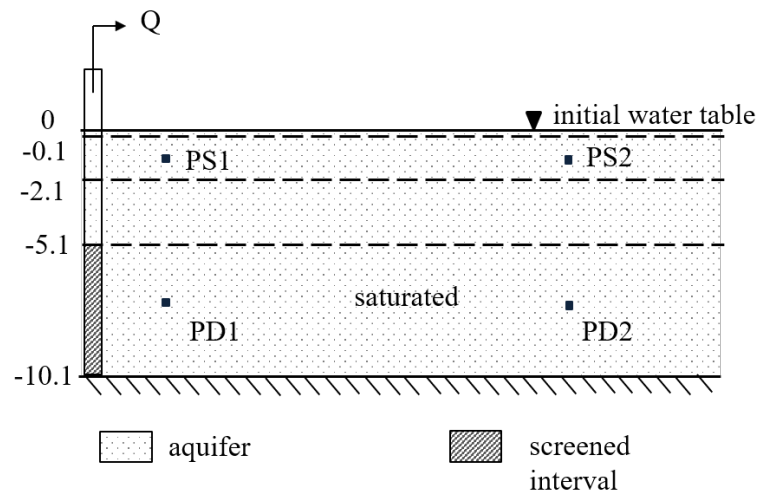 Q
0
initial water table
-0.1
PS1
PS2
-2.1
-5.1
saturated
PD1
PD2
-10.1
aquifer
screened
interval